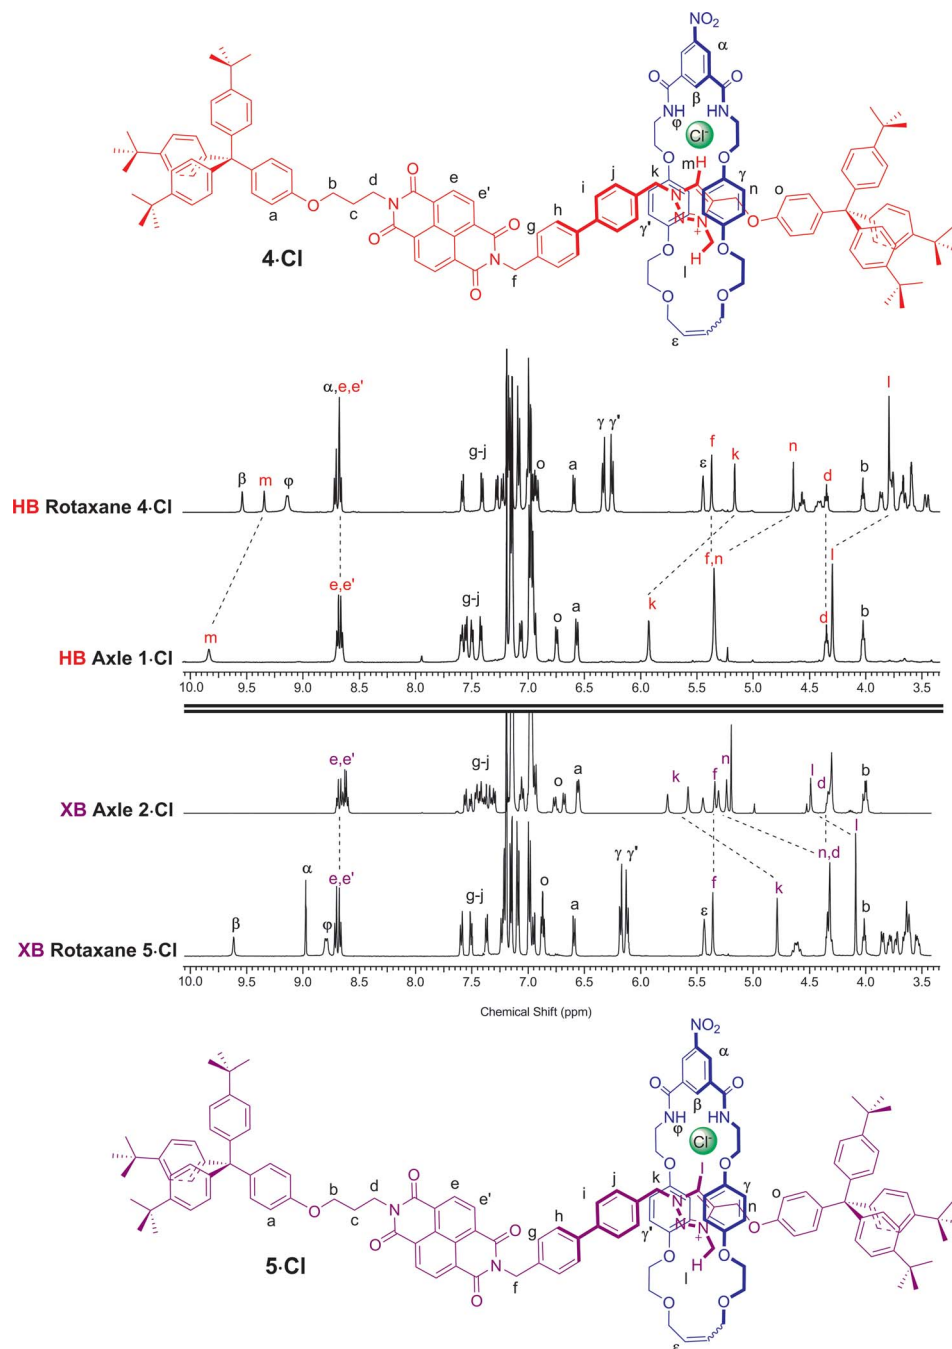 NO₂
α
O
O
β
NH
HN
φ
Cl⁻
O
O
m H
γ
b
d
O
O
e
i
j
k
N
n
o
N
e'
h
N
O
a
O
c
O
O
g
γ'
N
+
4·Cl
N
O
H
O
f
l
O
O
O
ε
α,e,e'
l
γ γ'
f
g-j
k
n
β
m
φ
o
a
ε
d
b
HB Rotaxane 4·Cl
l
e,e'
f,n
g-j
k
m
o
a
d
b
HB Axle 1·Cl
10.0 9.5 9.0 8.5 8.0 7.5 7.0 6.5 6.0 5.5 5.0 4.5 4.0 3.5
e,e'
g-j
n
a
k
f
l
d
b
o
XB Axle 2·Cl
l
α
γ γ'
n,d
e,e'
g-j
o
f
k
β
φ
a
ε
b
XB Rotaxane 5·Cl
10.0 9.5 9.0 8.5 8.0 7.5 7.0 6.5 6.0 5.5 5.0 4.5 4.0 3.5
Chemical Shift (ppm)
NO₂
α
O
O
β
NH
HN
φ
Cl⁻
O
I
O
γ
b
d
O
O
e
i
j
k
N
n
o
N
e'
h
N
O
a
O
c
O
O
g
γ'
N
+
5·Cl
N
O
H
O
f
l
O
O
O
ε